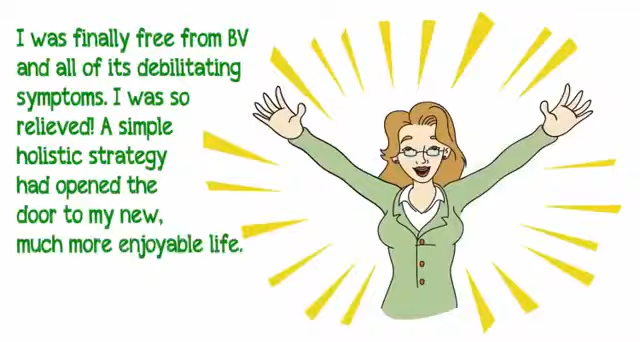 I was finally free from BV
and all of its debilitating
symptoms. I was so
relieved! A simple
holistic strategy
had opened the
door to my new,
much more enjoyable life.